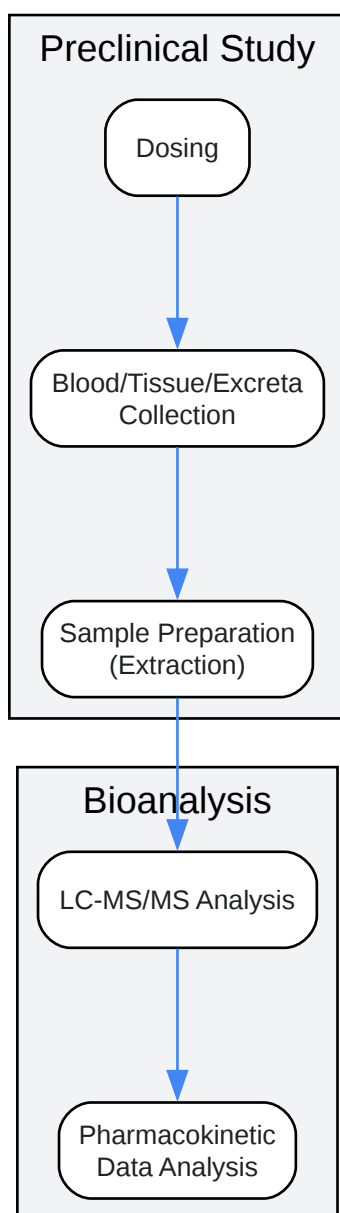 Preclinical Study
Dosing
Blood/Tissue/Excreta
Collection
Sample Preparation
(Extraction)
Bioanalysis
LC-MS/MS Analysis
Pharmacokinetic
Data Analysis